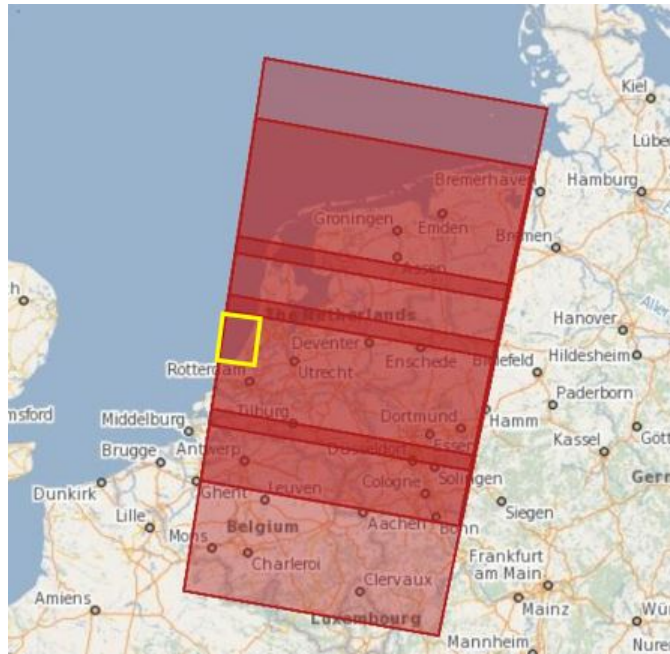 Kiel
Lübe
Bremerhaven
Hamburg
Groningen
Emden
Bremen
Assen
Aller
The Netherlands
Hanover
Deventer
Enschede
Bielefeld
Hildesheim
Rotterdam
Utrecht
Paderborn
msford
Middelburg
Tilburg
Dortmund
Hamm
Essen
Gött
Brugge
Antwerp
Düsseldorf
Kassel
Dunkirk
Ghent
Leuven
Cologne
Solingen
Gern
Lille
Belgium
Aachen
Bonn
Siegen
Mons
Charleroi
Frankfurt
am Main
Amiens
Clervaux
Luxembourg
Mainz
Wü
Mannheim
Nure